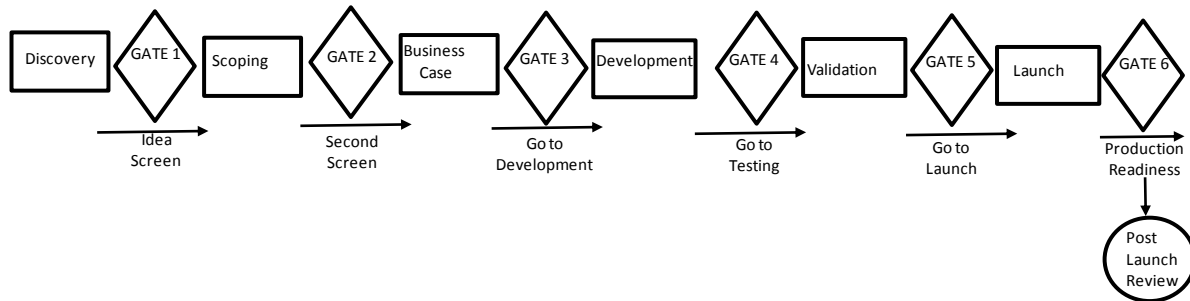 Discovery
GATE 1
Scoping
GATE 2
Business
Case
GATE 3
Development
GATE 4
Validation
GATE 5
Launch
GATE 6
Idea
Screen
Second
Screen
Go to
Development
Go to
Testing
Go to
Launch
Production
Readiness
Post
Launch
Review